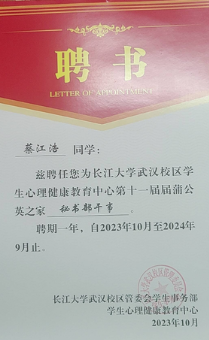 聘书
LETTER OF APPOINTMENT
蔡江浩 同学：
兹聘任您为长江大学武汉校区学
生心理健康教育中心第十一届届蒲公
英之家 秘书部干事 。
聘期一年，自2023年10月至2024年
9月止。
长江大学武汉校区管委会学生事务部
学生心理健康教育中心
2023年10月